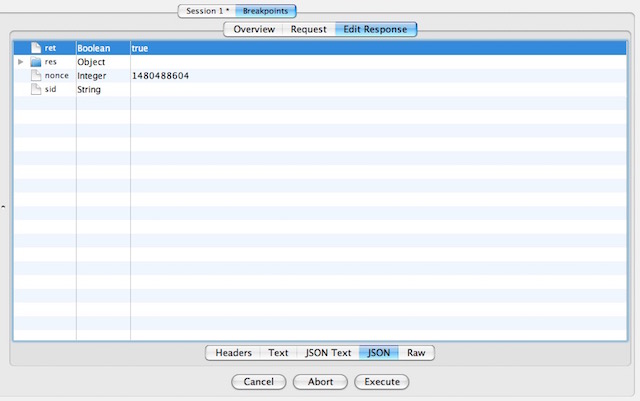 Session 1 * Breakpoints
Overview Request Edit Response
ret Boolean true
res Object
nonce Integer 1480488604
sid String
Headers Text JSON Text JSON Raw
Cancel Abort Execute